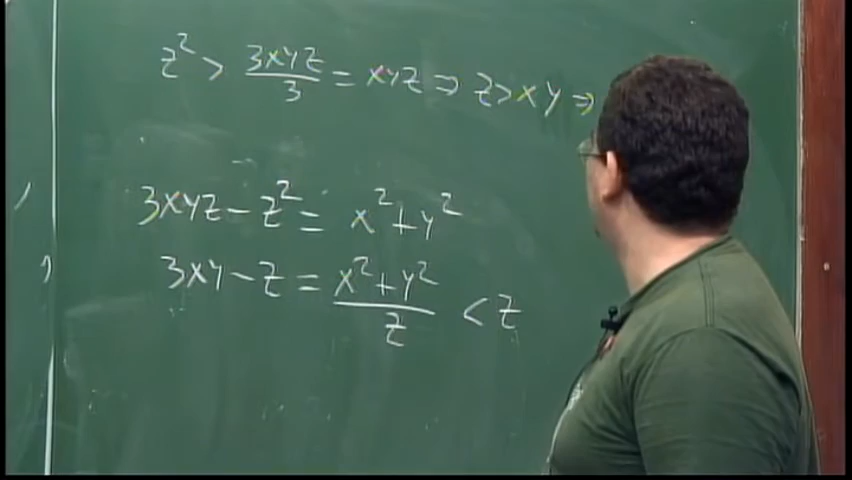 z² > 3xyz/3 = xyz ⇒ z > xy ⇒
3xyz − z² = x² + y²
3xy − z = (x² + y²)/z < z